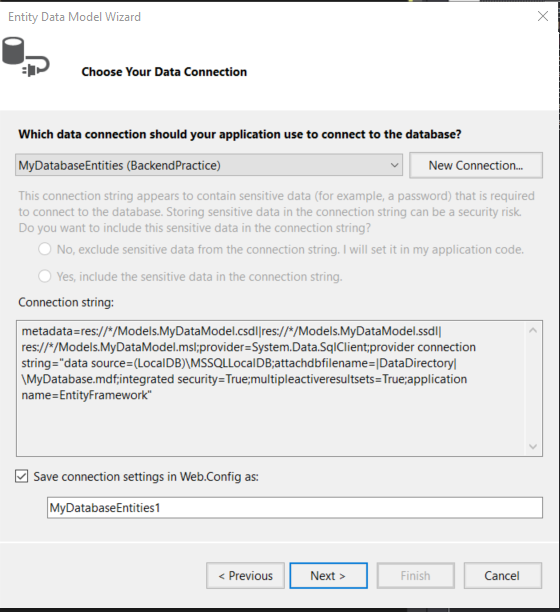 Entity Data Model Wizard
Choose Your Data Connection
Which data connection should your application use to connect to the database?
MyDatabaseEntities (BackendPractice)
New Connection...
This connection string appears to contain sensitive data (for example, a password) that is required
to connect to the database. Storing sensitive data in the connection string can be a security risk.
Do you want to include this sensitive data in the connection string?
No, exclude sensitive data from the connection string. I will set it in my application code.
Yes, include the sensitive data in the connection string.
Connection string:
metadata=res://*/Models.MyDataModel.csdl|res://*/Models.MyDataModel.ssdl|
res://*/Models.MyDataModel.msl;provider=System.Data.SqlClient;provider connection
string="data source=(LocalDB)\MSSQLLocalDB;attachdbfilename=|DataDirectory|
\MyDatabase.mdf;integrated security=True;multipleactiveresultsets=True;application
name=EntityFramework"
Save connection settings in Web.Config as:
MyDatabaseEntities1
< Previous
Next >
Finish
Cancel